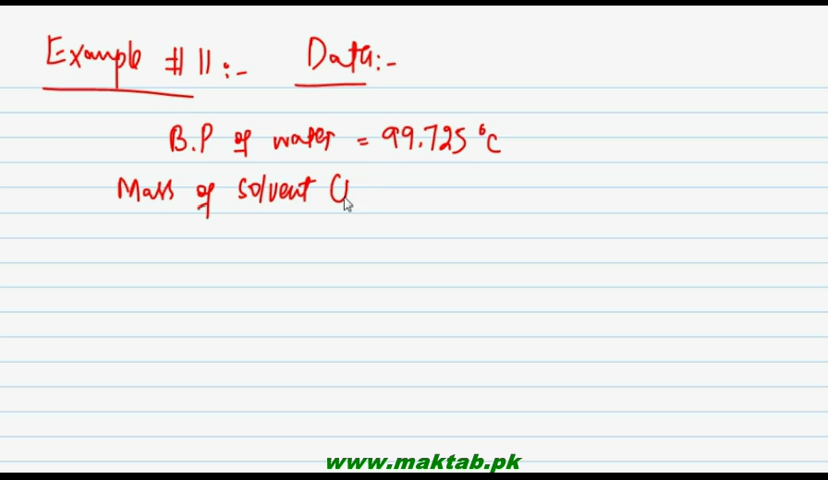 Example # 11 :- Data:-
B.P of water = 99.725 °C
Mass of solvent (
www.maktab.pk